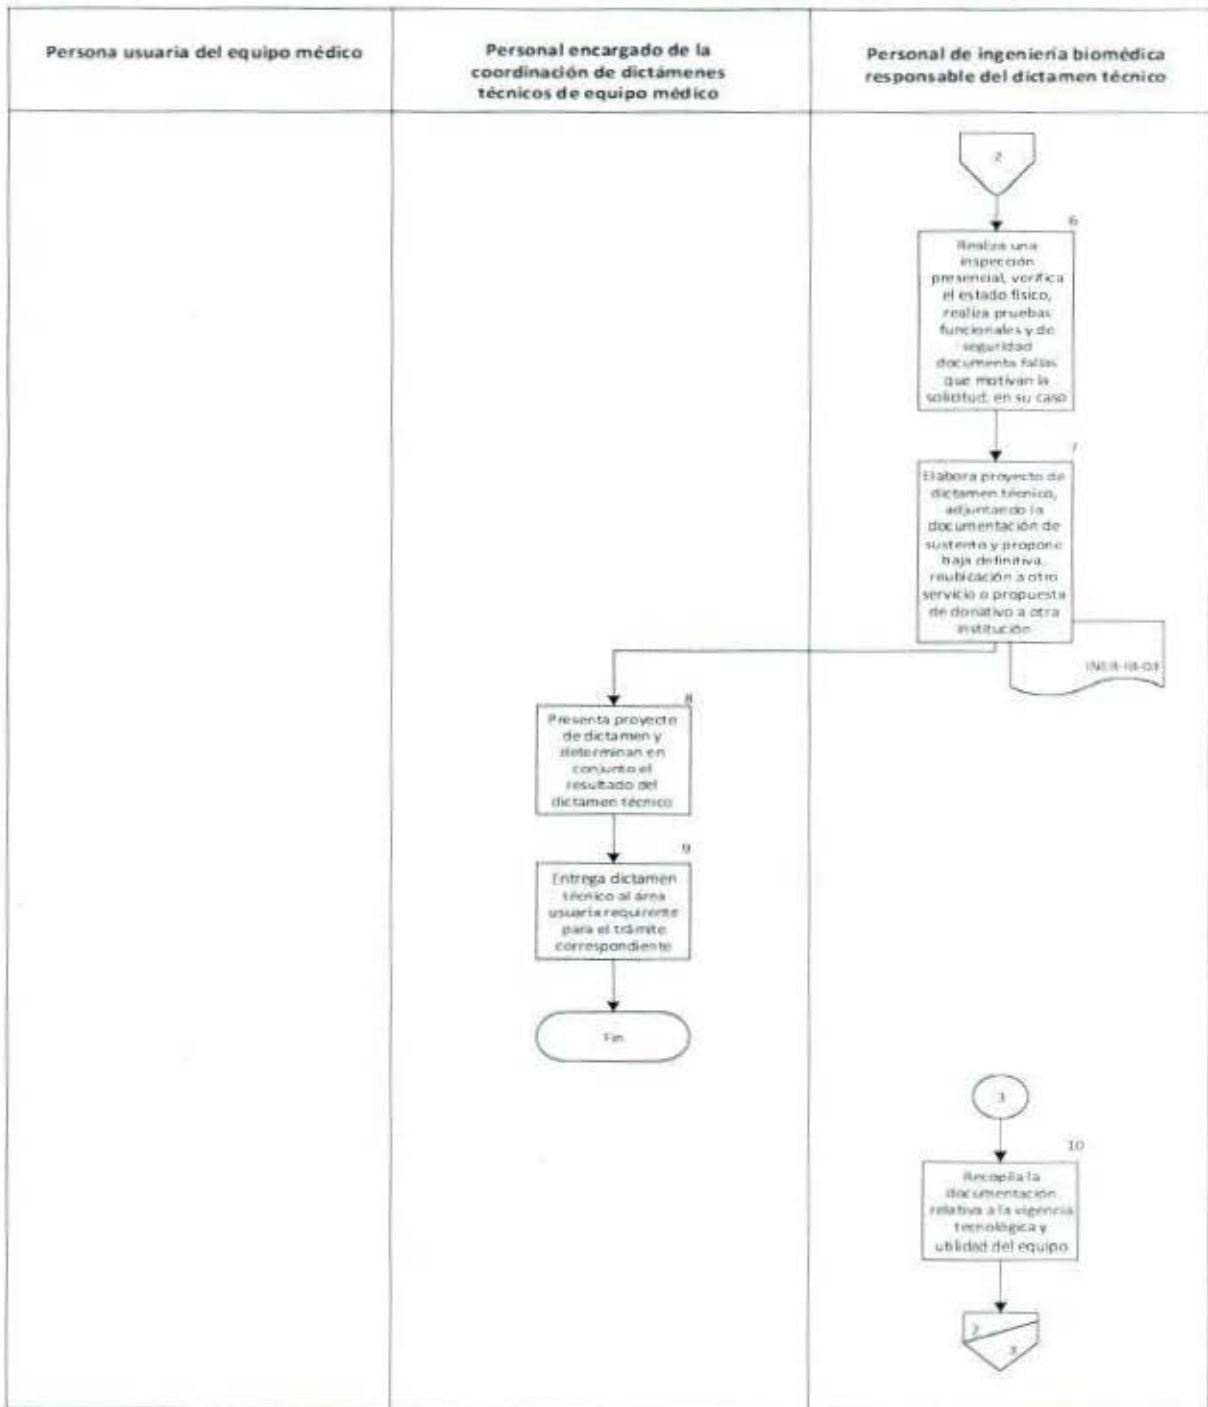 Persona usuaria del equipo médico
Personal encargado de la
coordinación de dictámenes
técnicos de equipo médico
Personal de ingeniería biomédica
responsable del dictamen técnico
2
6
Realiza una
inspección
presencial, verifica
el estado físico,
realiza pruebas
funcionales y de
seguridad
documenta fallas
que motivan la
solicitud, en su caso
7
Elabora proyecto de
dictamen técnico,
adjuntando la
documentación de
sustento y propone
baja definitiva,
reubicación a otro
servicio o propuesta
de donativo a otra
institución
8
Presenta proyecto
de dictamen y
determinan en
conjunto el
resultado del
dictamen técnico
9
Entrega dictamen
técnico al área
usuaria requirente
para el trámite
correspondiente
Fin
3
10
Recopila la
documentación
relativa a la vigencia
tecnológica y
utilidad del equipo
2
3